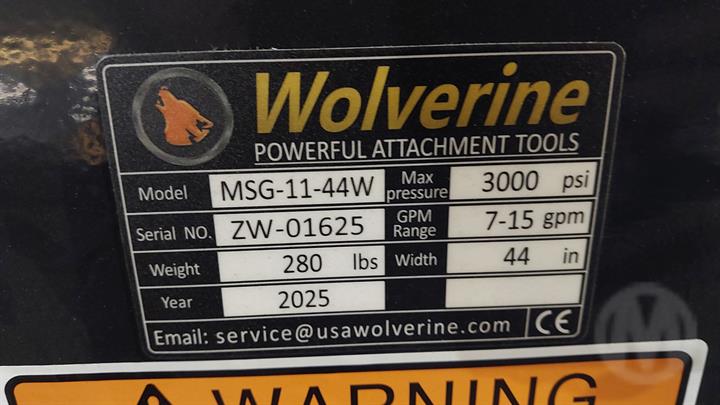 Wolverine
POWERFUL ATTACHMENT TOOLS
Model MSG-11-44W Max pressure 3000 psi
Serial NO. ZW-01625 GPM Range 7-15 gpm
Weight 280 lbs Width 44 in
Year 2025
Email: service@usawolverine.com CE
WARNING
M